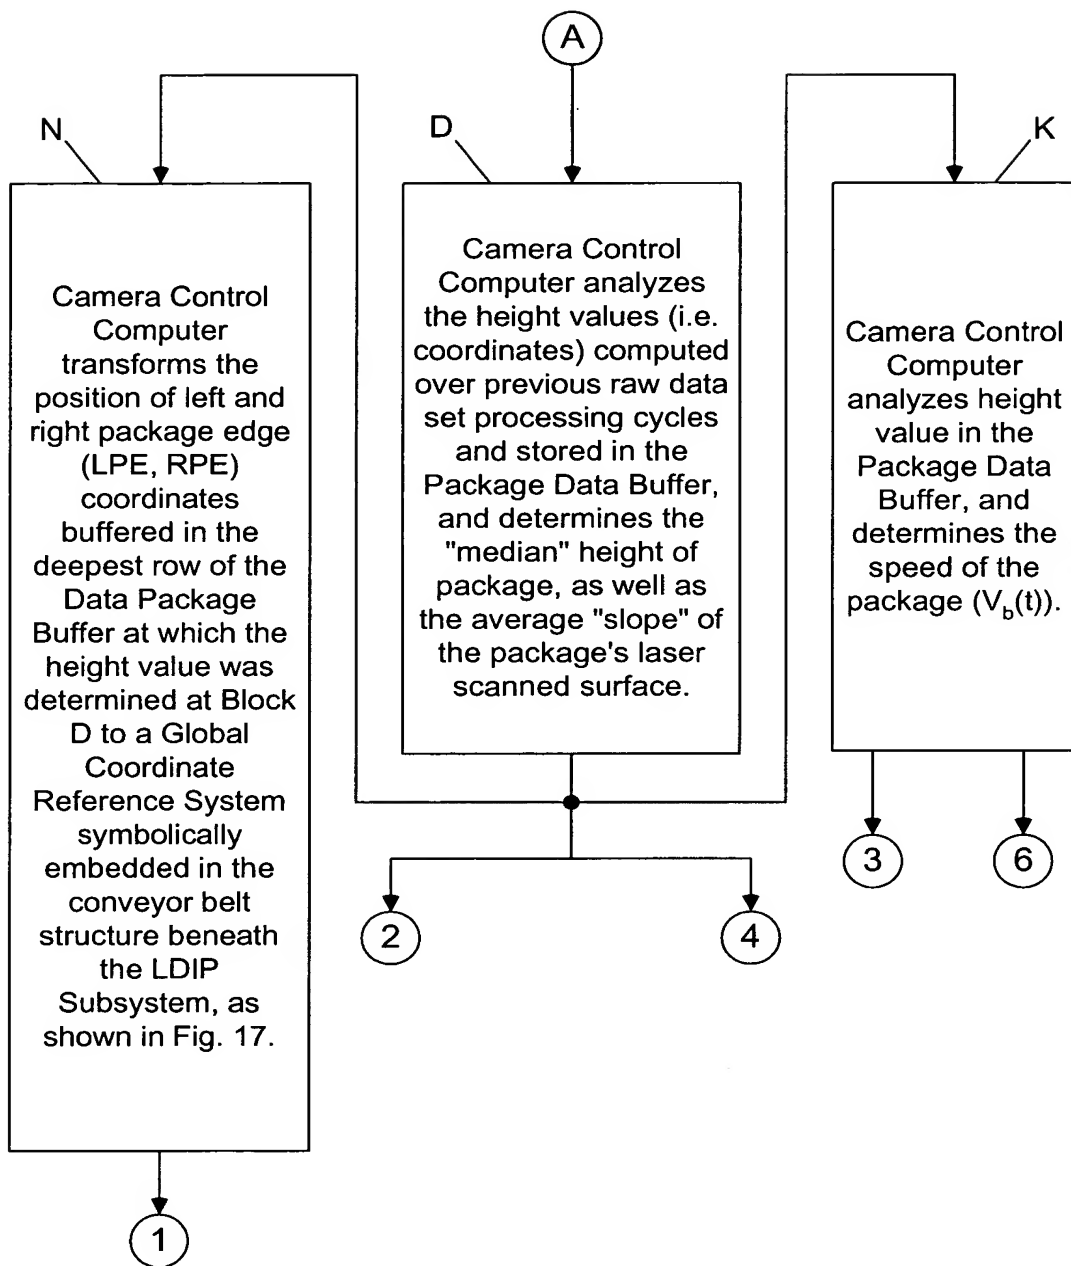 A
N
D
K
Camera Control
Computer
transforms the
position of left and
right package edge
(LPE, RPE)
coordinates
buffered in the
deepest row of the
Data Package
Buffer at which the
height value was
determined at Block
D to a Global
Coordinate
Reference System
symbolically
embedded in the
conveyor belt
structure beneath
the LDIP
Subsystem, as
shown in Fig. 17.
Camera Control
Computer analyzes
the height values (i.e.
coordinates) computed
over previous raw data
set processing cycles
and stored in the
Package Data Buffer,
and determines the
"median" height of
package, as well as
the average "slope" of
the package's laser
scanned surface.
Camera Control
Computer
analyzes height
value in the
Package Data
Buffer, and
determines the
speed of the
package (V_b(t)).
3
6
2
4
1